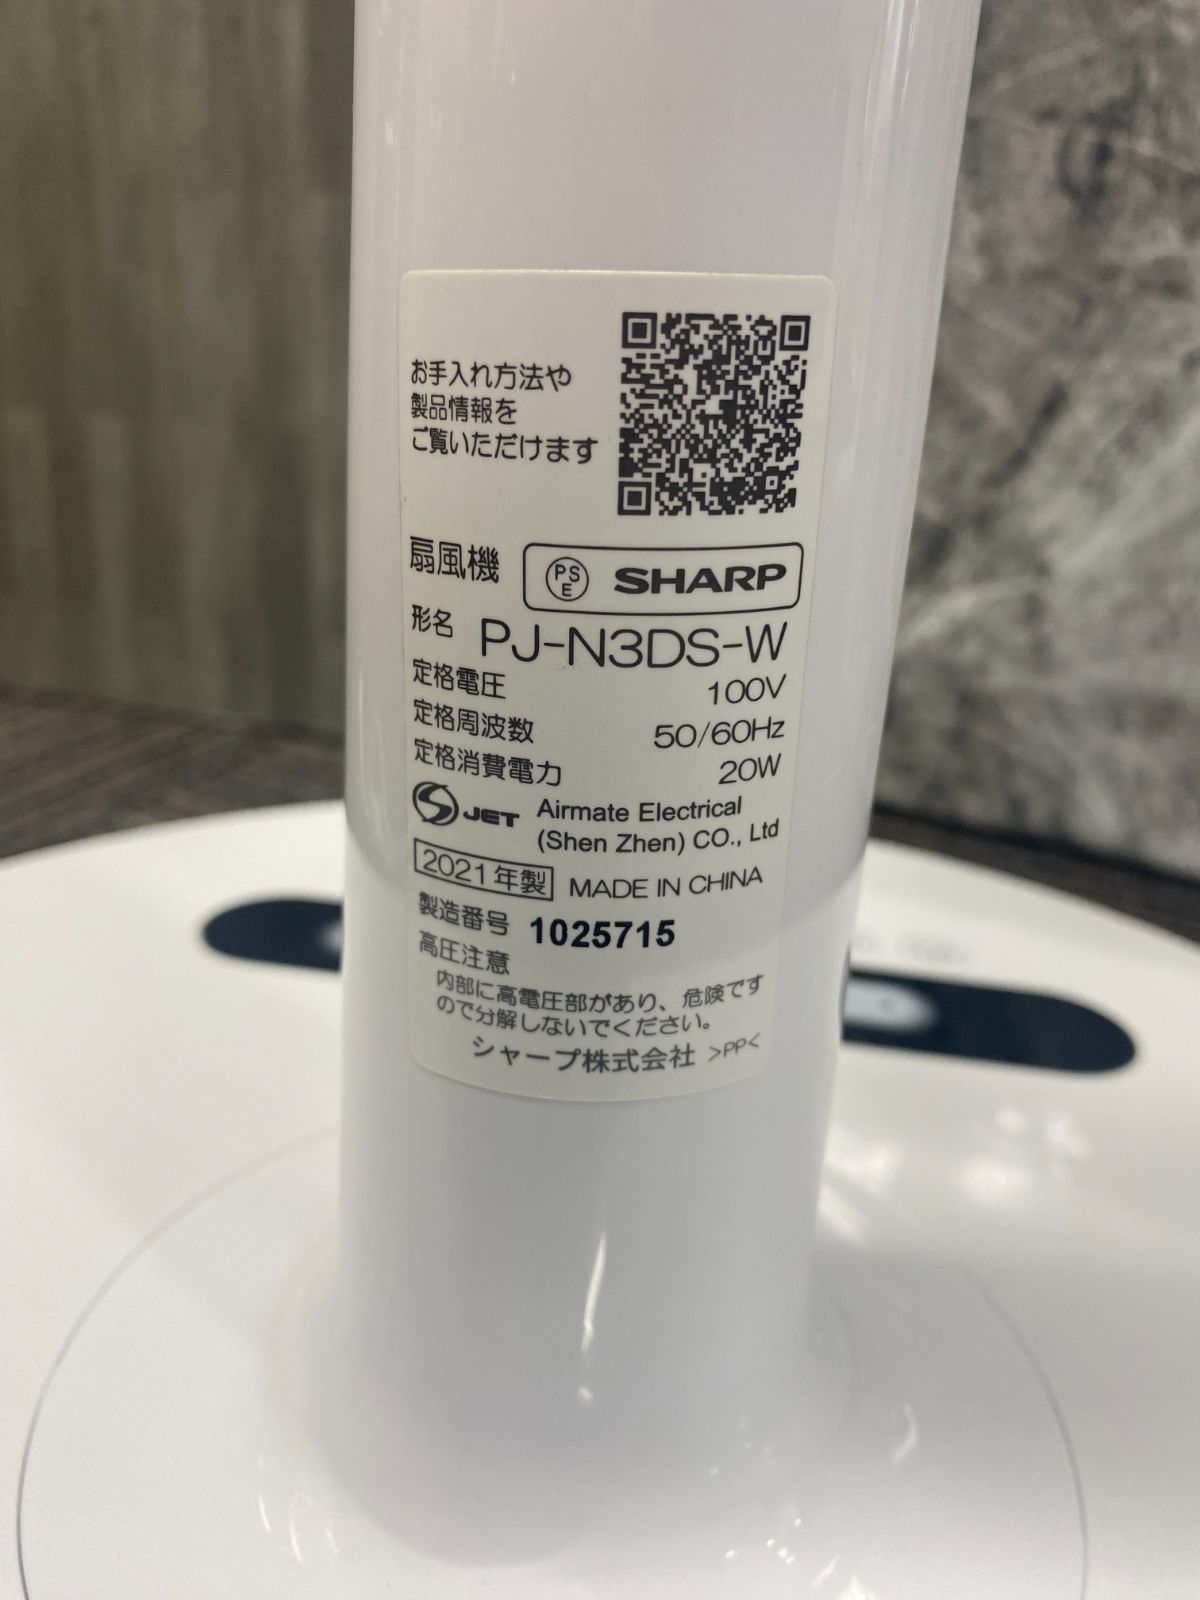 お手入れ方法や
製品情報を
ご覧いただけます
扇風機 PSE SHARP
形名 PJ-N3DS-W
定格電圧 100V
定格周波数 50/60Hz
定格消費電力 20W
JET Airmate Electrical
(Shen Zhen) CO., Ltd
2021年製 MADE IN CHINA
製造番号 1025715
高圧注意
内部に高電圧部があり、危険です
ので分解しないでください。
シャープ株式会社 >PP<